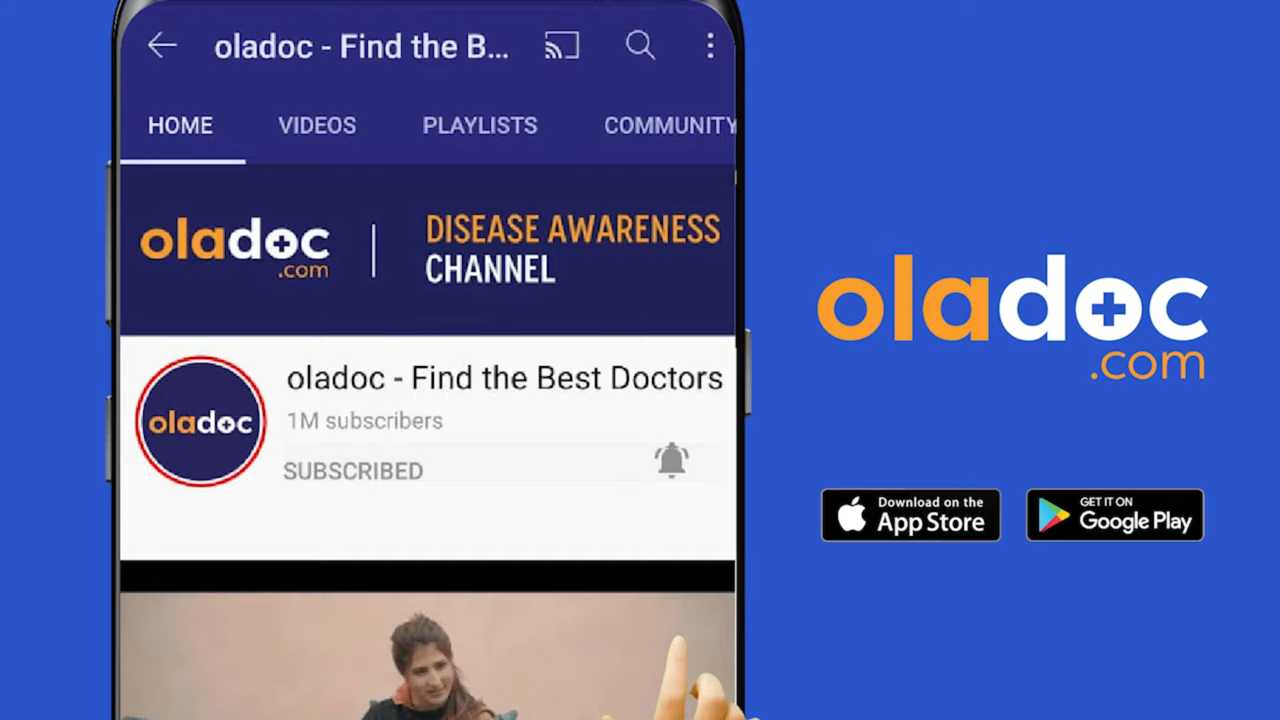 oladoc - Find the B...
HOME VIDEOS PLAYLISTS COMMUNITY
oladoc
.com
DISEASE AWARENESS
CHANNEL
oladoc
oladoc - Find the Best Doctors
1M subscribers
SUBSCRIBED
oladoc
.com
Download on the
App Store
GET IT ON
Google Play